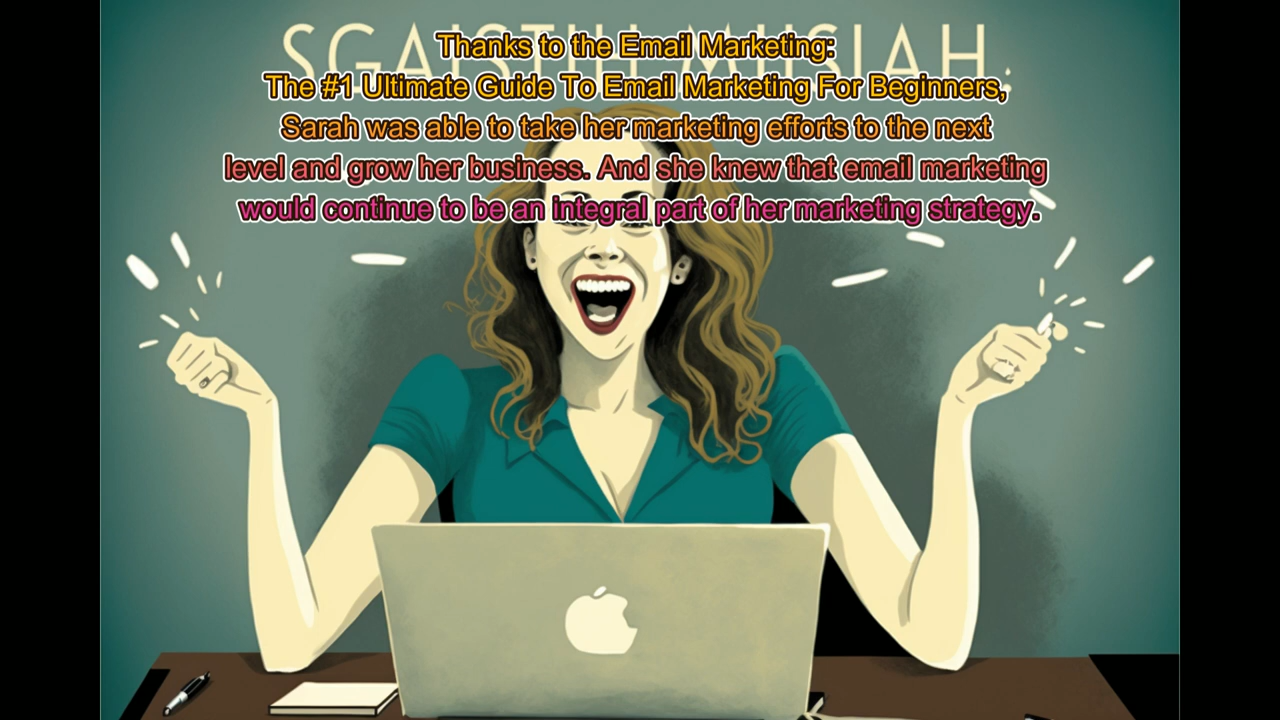 Thanks to the Email Marketing:
The #1 Ultimate Guide To Email Marketing For Beginners,
Sarah was able to take her marketing efforts to the next
level and grow her business. And she knew that email marketing
would continue to be an integral part of her marketing strategy.